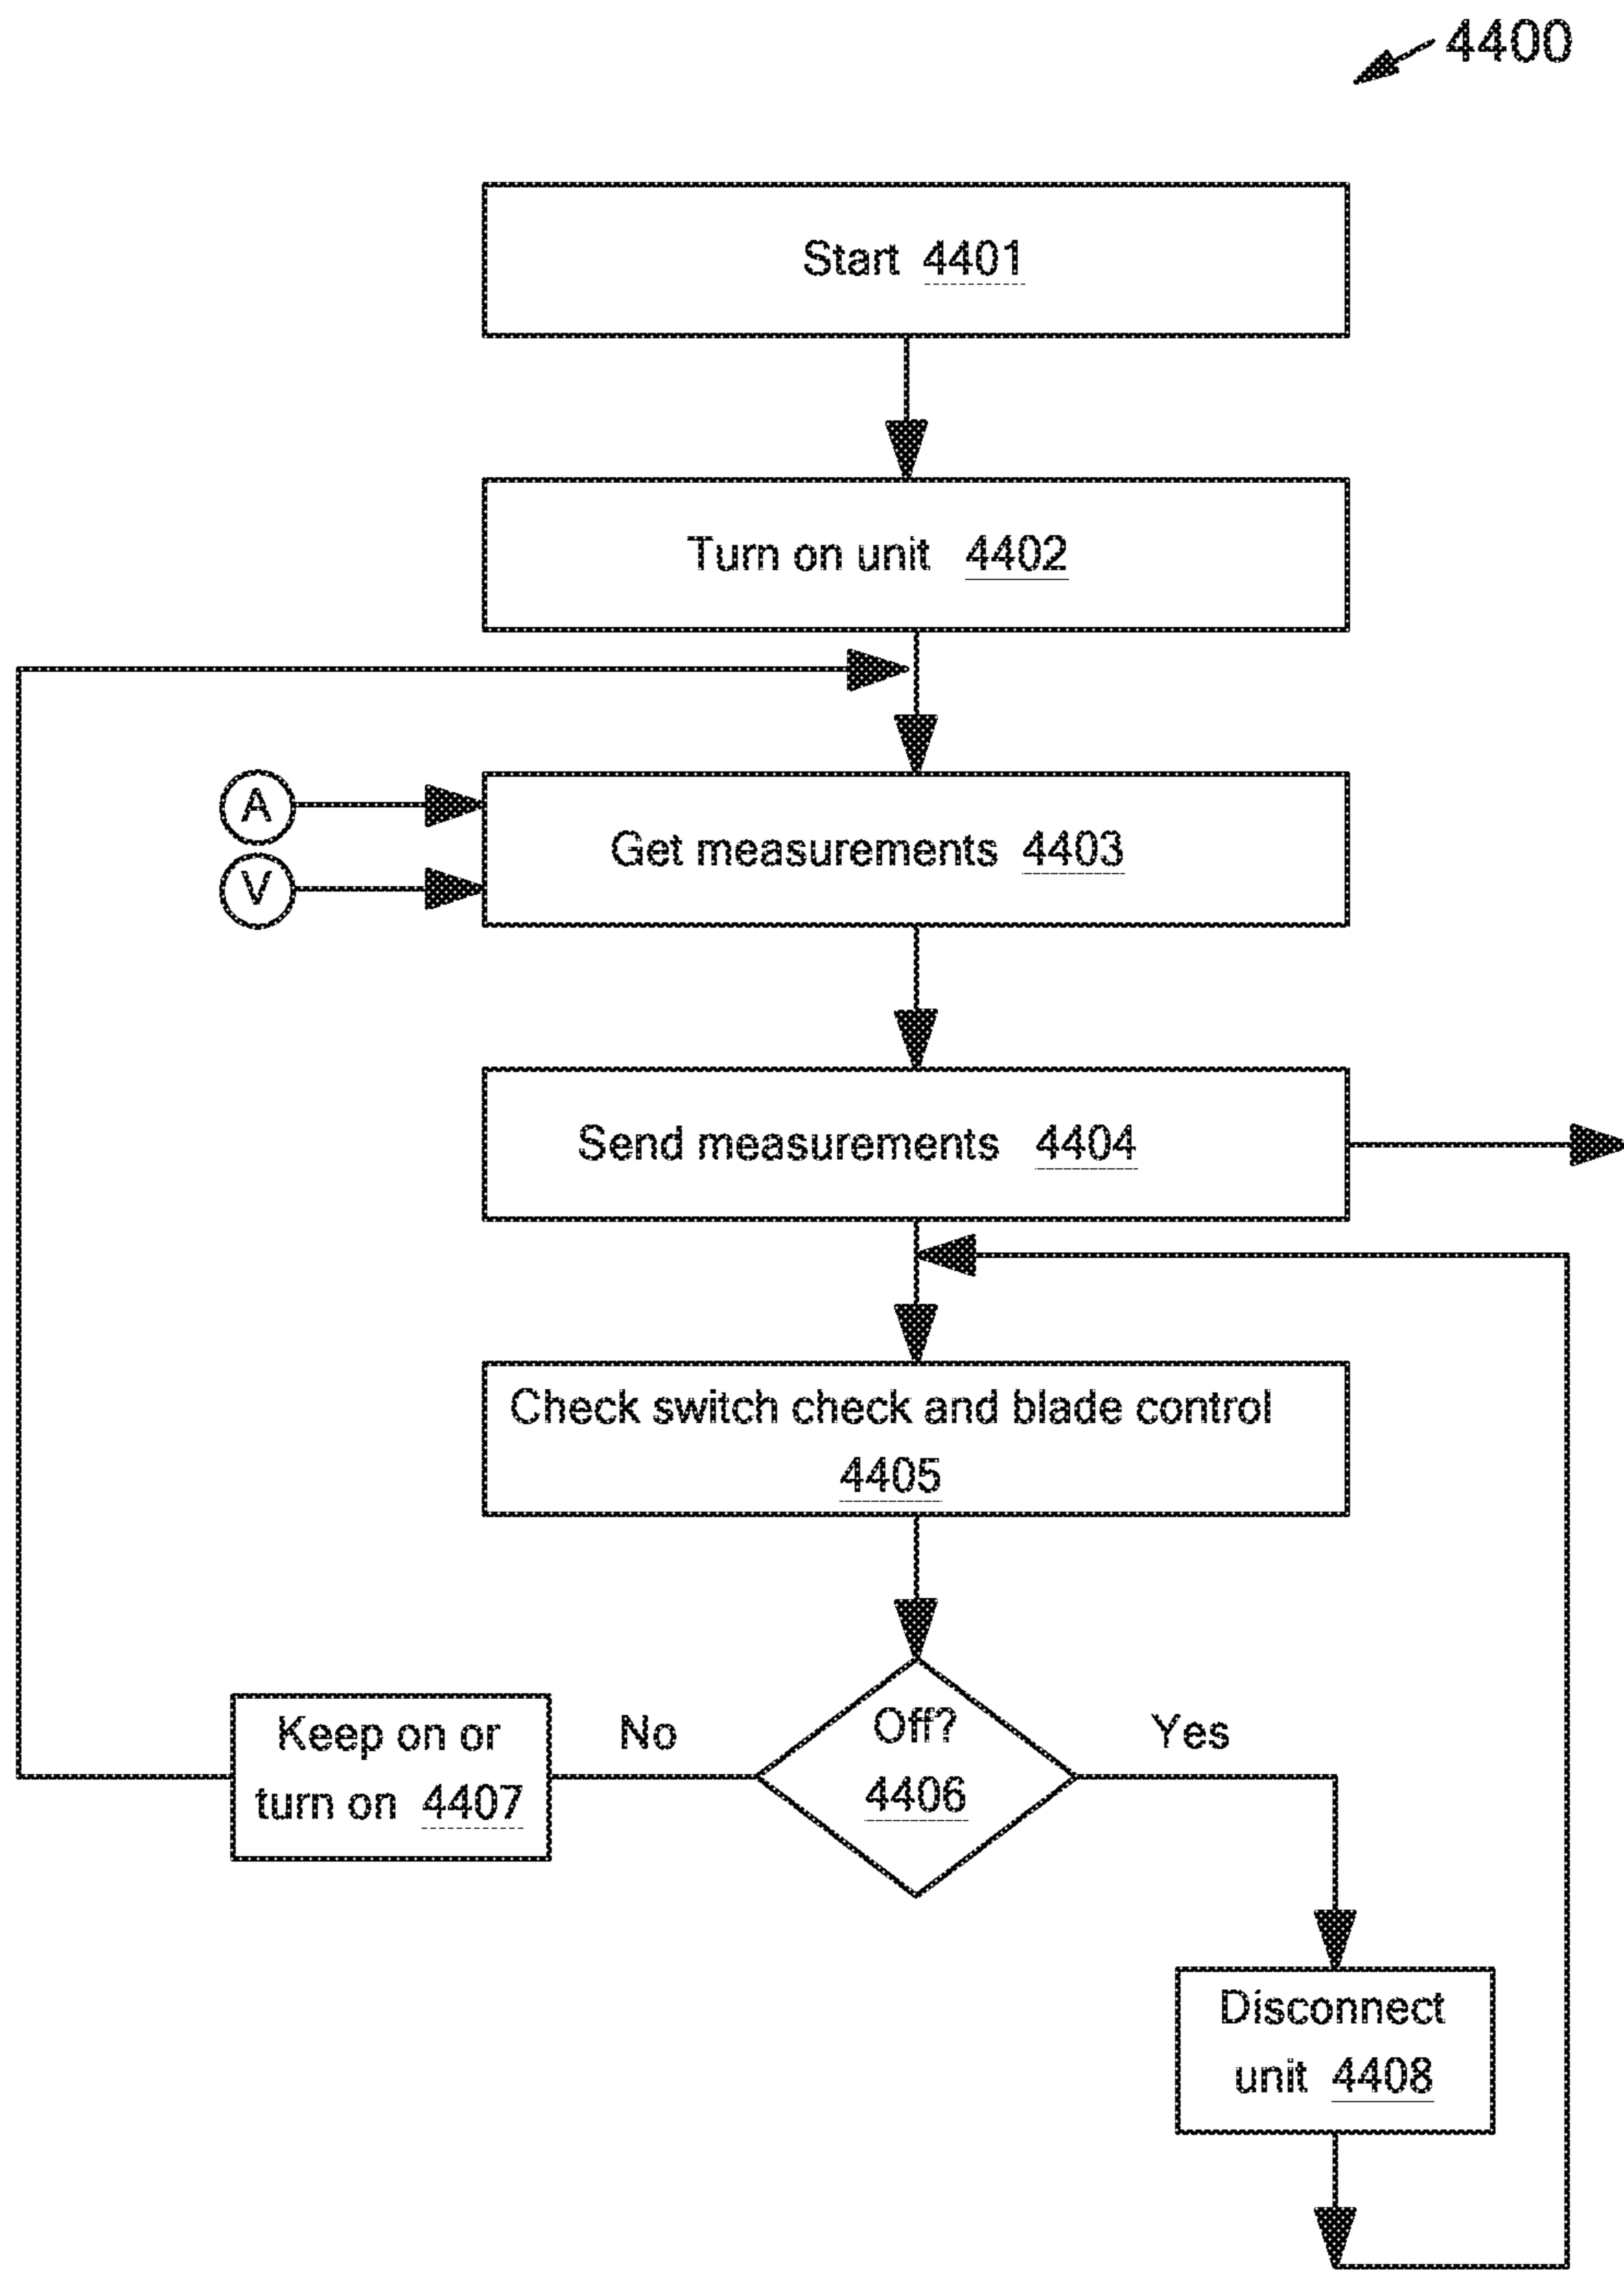 4400
Start 4401
Turn on unit 4402
A
V
Get measurements 4403
Send measurements 4404
Check switch check and blade control
4405
Off?
4406
No
Yes
Keep on or
turn on 4407
Disconnect
unit 4408